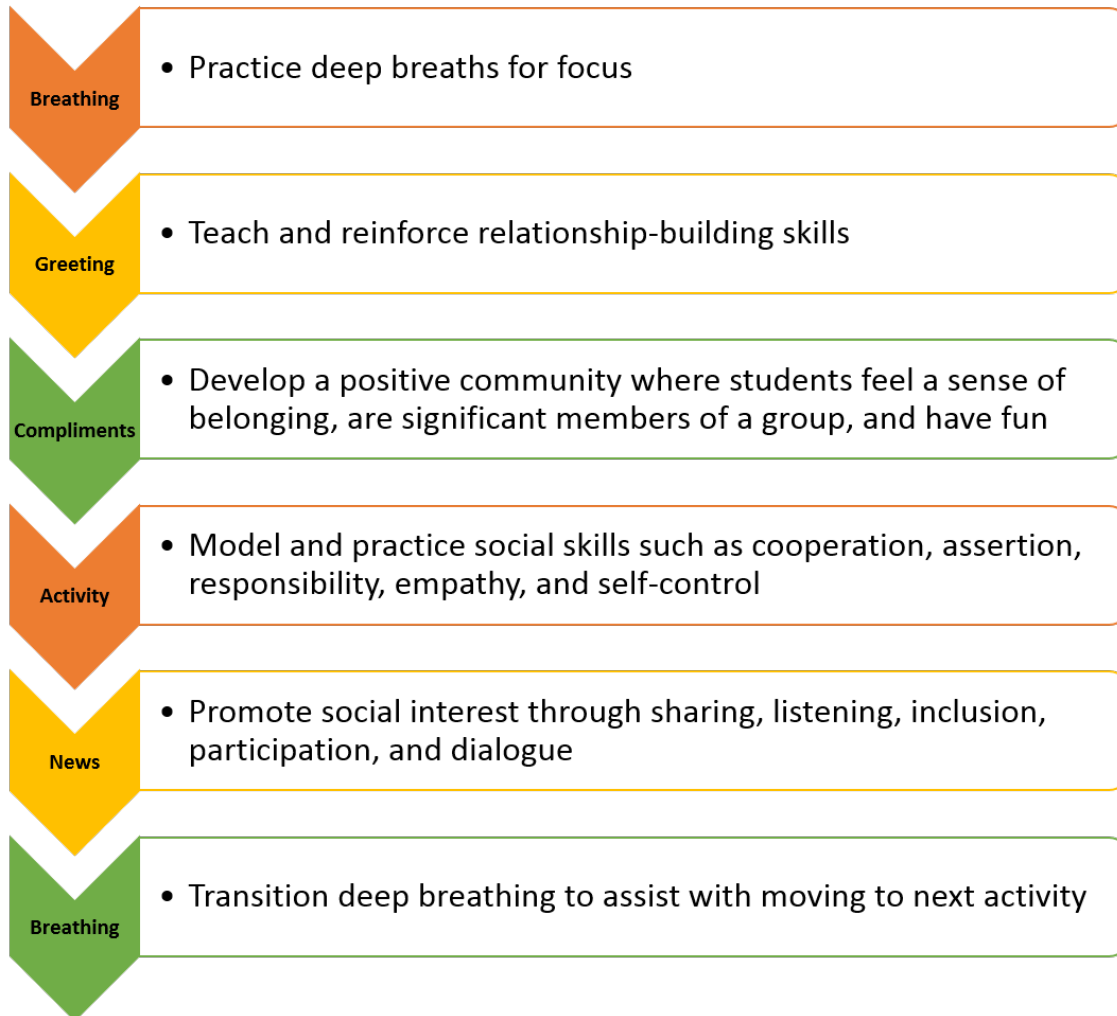 Breathing
• Practice deep breaths for focus
Greeting
• Teach and reinforce relationship-building skills
Compliments
• Develop a positive community where students feel a sense of
belonging, are significant members of a group, and have fun
Activity
• Model and practice social skills such as cooperation, assertion,
responsibility, empathy, and self-control
News
• Promote social interest through sharing, listening, inclusion,
participation, and dialogue
Breathing
• Transition deep breathing to assist with moving to next activity